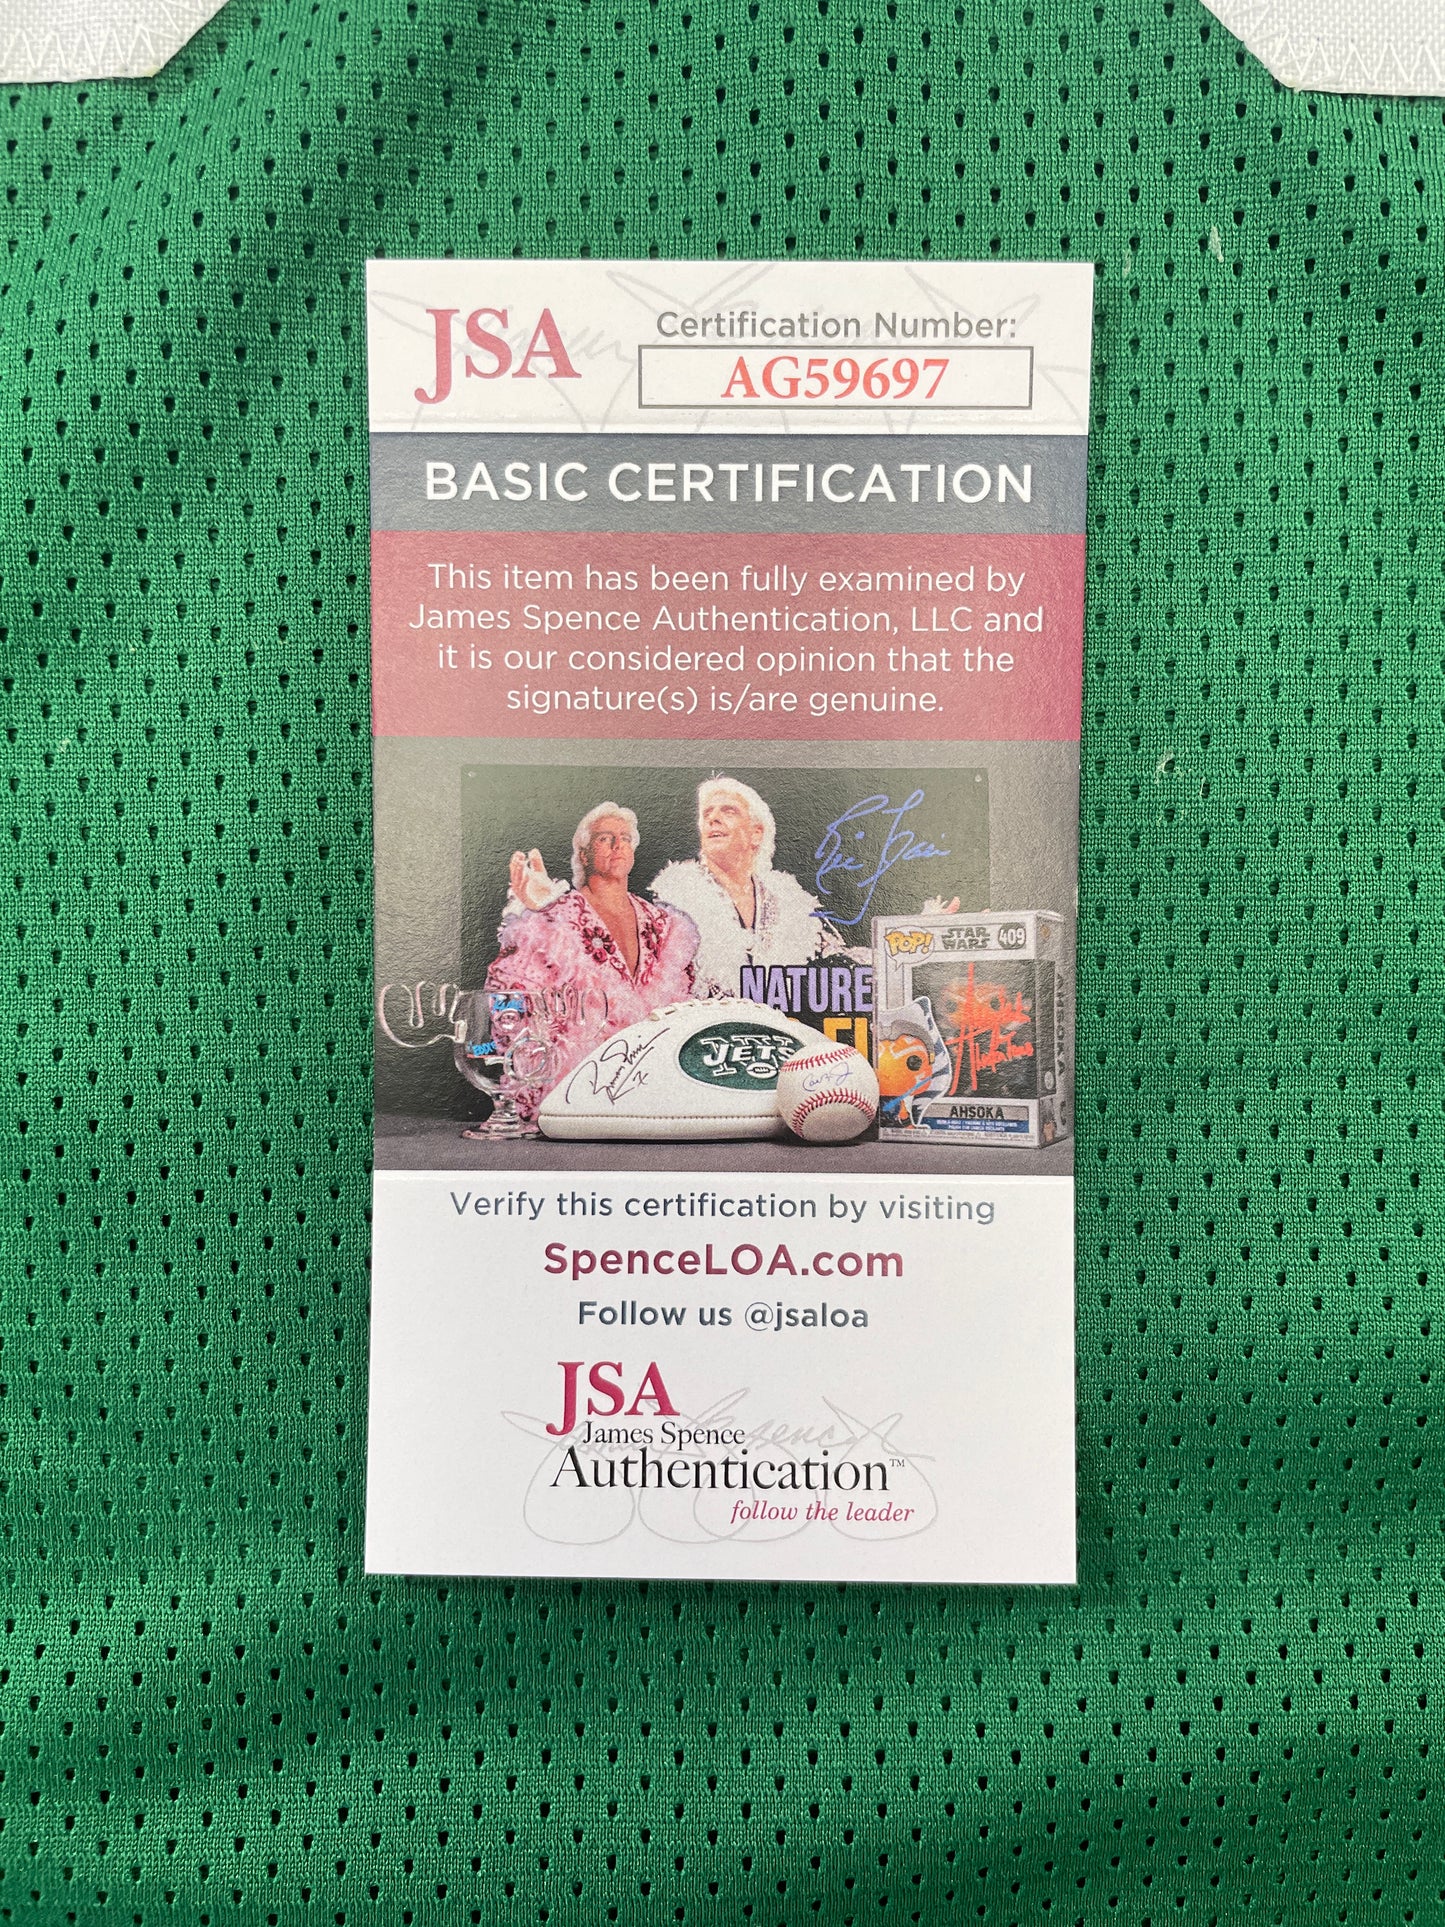 JSA
Certification Number:
AG59697
BASIC CERTIFICATION
This item has been fully examined by
James Spence Authentication, LLC and
it is our considered opinion that the
signature(s) is/are genuine.
NATURE
POP!
STAR
WARS
409
JETS
AHSOKA
Verify this certification by visiting
SpenceLOA.com
Follow us @jsaloa
JSA
James Spence
Authentication™
follow the leader